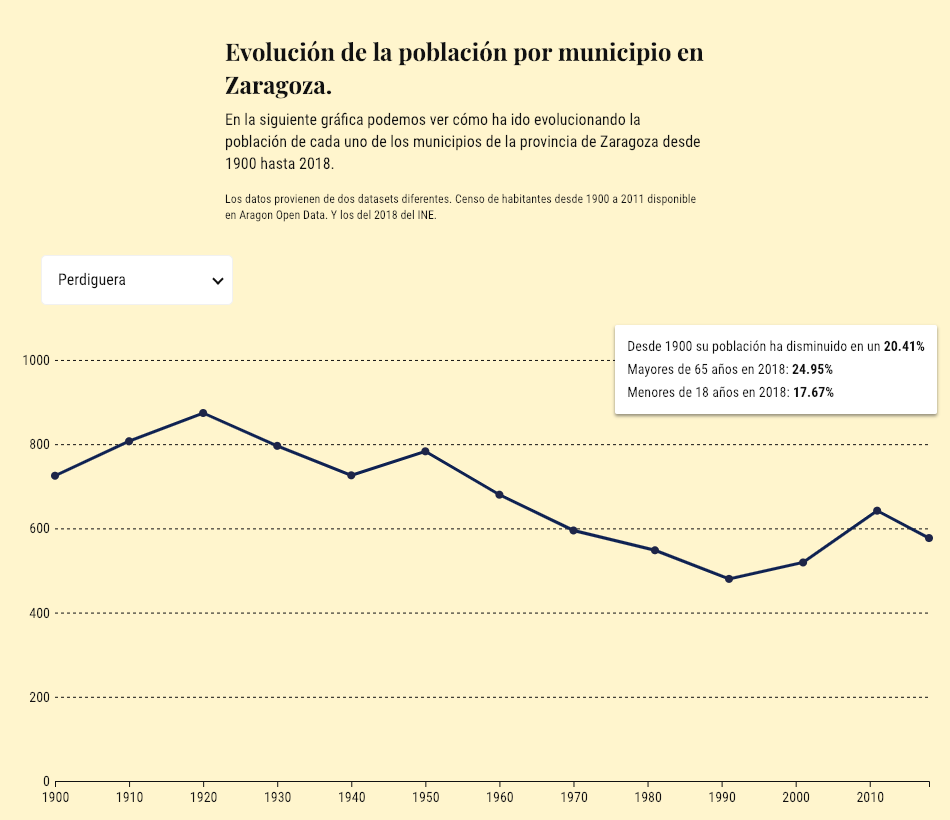 Evolución de la población por municipio en
Zaragoza.
En la siguiente gráfica podemos ver cómo ha ido evolucionando la
población de cada uno de los municipios de la provincia de Zaragoza desde
1900 hasta 2018.
Los datos provienen de dos datasets diferentes. Censo de habitantes desde 1900 a 2011 disponible
en Aragon Open Data. Y los del 2018 del INE.
Perdiguera
Desde 1900 su población ha disminuido en un 20.41%
Mayores de 65 años en 2018: 24.95%
Menores de 18 años en 2018: 17.67%
1000
800
600
400
200
0
1900 1910 1920 1930 1940 1950 1960 1970 1980 1990 2000 2010